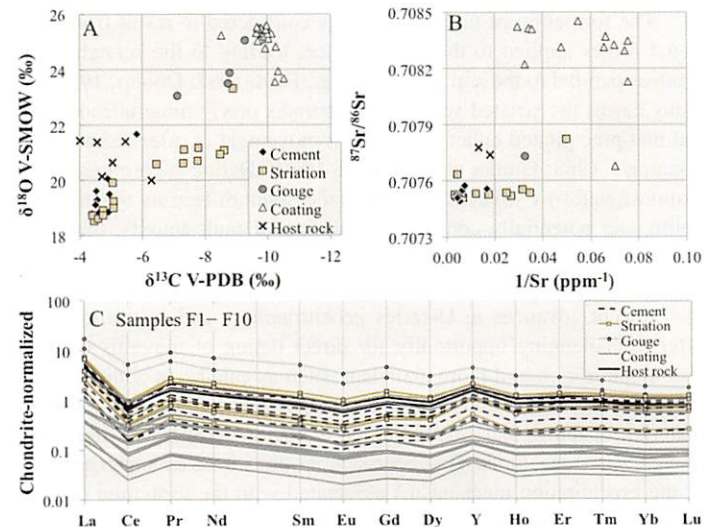 A
δ¹⁸O V-SMOW (‰)
26
24
22
20
18
Cement
Striation
Gouge
Coating
Host rock
-4 -6 -8 -10 -12
δ¹³C V-PDB (‰)
B
⁸⁷Sr/⁸⁶Sr
0.7085
0.7082
0.7079
0.7076
0.7073
0.00 0.02 0.04 0.06 0.08 0.10
1/Sr (ppm⁻¹)
C Samples F1– F10
Chondrite-normalized
100
10
1
0.1
0.01
Cement
Striation
Gouge
Coating
Host rock
La Ce Pr Nd Sm Eu Gd Dy Y Ho Er Tm Yb Lu